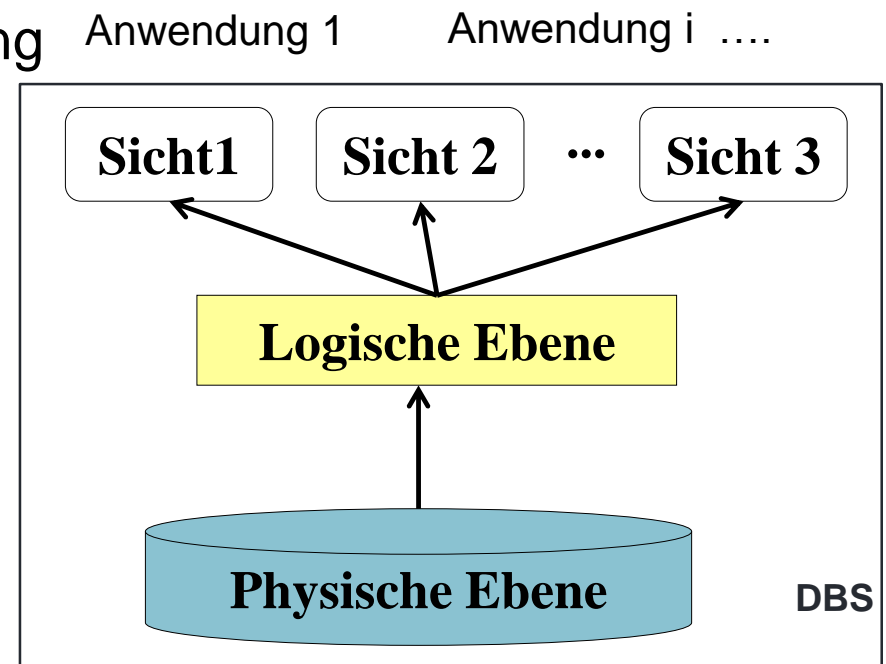 ng Anwendung 1 Anwendung i ....
Sicht1 Sicht 2 ... Sicht 3
Logische Ebene
Physische Ebene
DBS